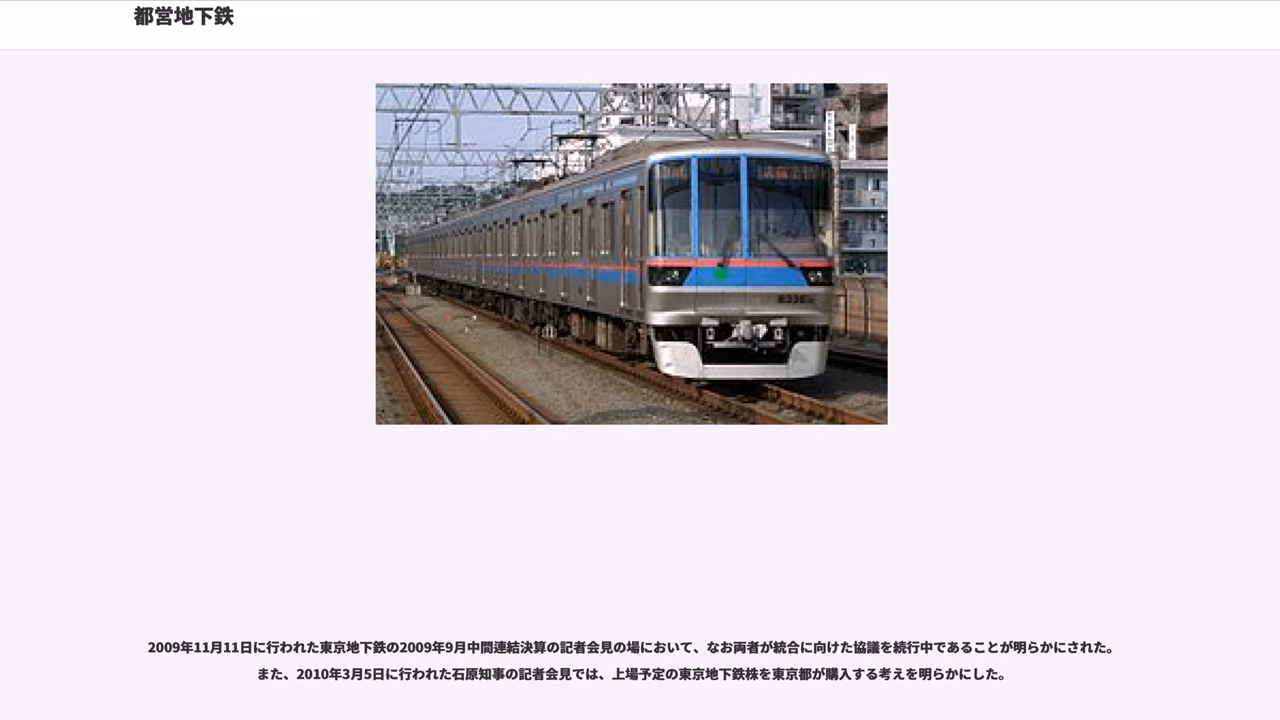 都営地下鉄
2009年11月11日に行われた東京地下鉄の2009年9月中間連結決算の記者会見の場において、なお両者が統合に向けた協議を続行中であることが明らかにされた。
また、2010年3月5日に行われた石原知事の記者会見では、上場予定の東京地下鉄株を東京都が購入する考えを明らかにした。